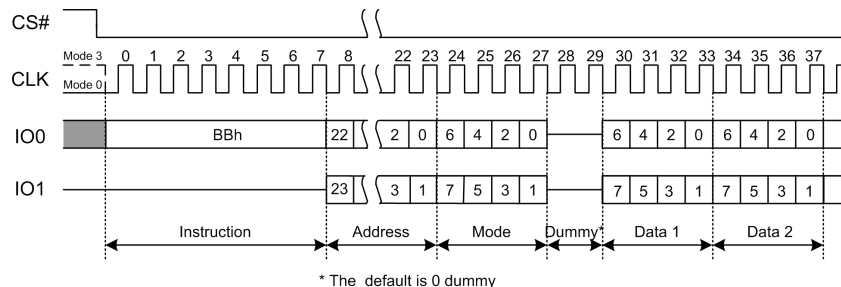 CS#
Mode 3 0 1 2 3 4 5 6 7 8 22 23 24 25 26 27 28 29 30 31 32 33 34 35 36 37
CLK
Mode 0
IO0 BBh 22 2 0 6 4 2 0 6 4 2 0 6 4 2 0
IO1 23 3 1 7 5 3 1 7 5 3 1 7 5 3 1
Instruction Address Mode Dummy* Data 1 Data 2
* The default is 0 dummy